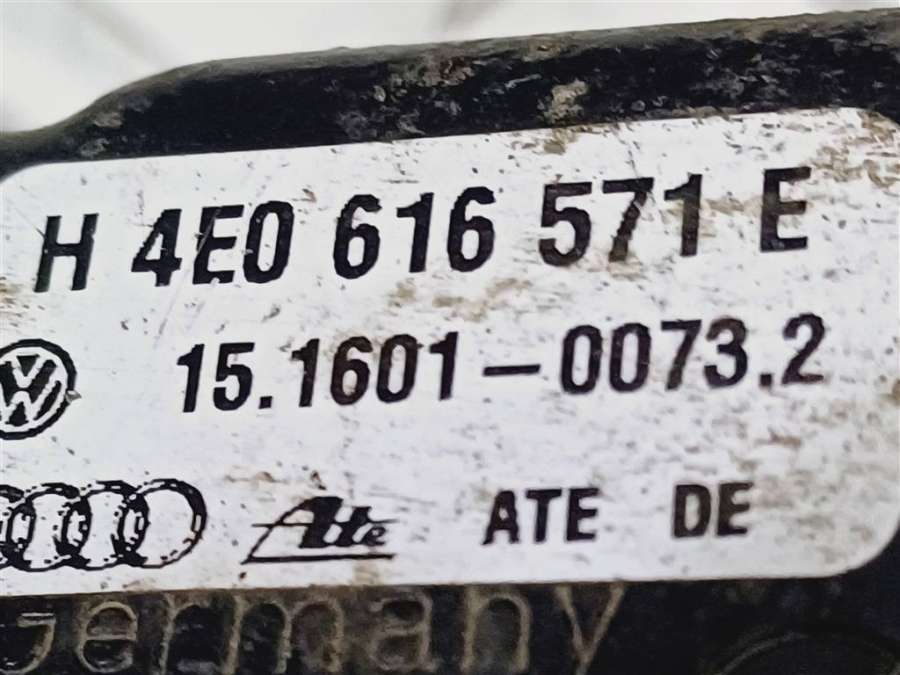 H 4E0 616 571 E
15.1601-0073.2
Ate ATE DE
Germany